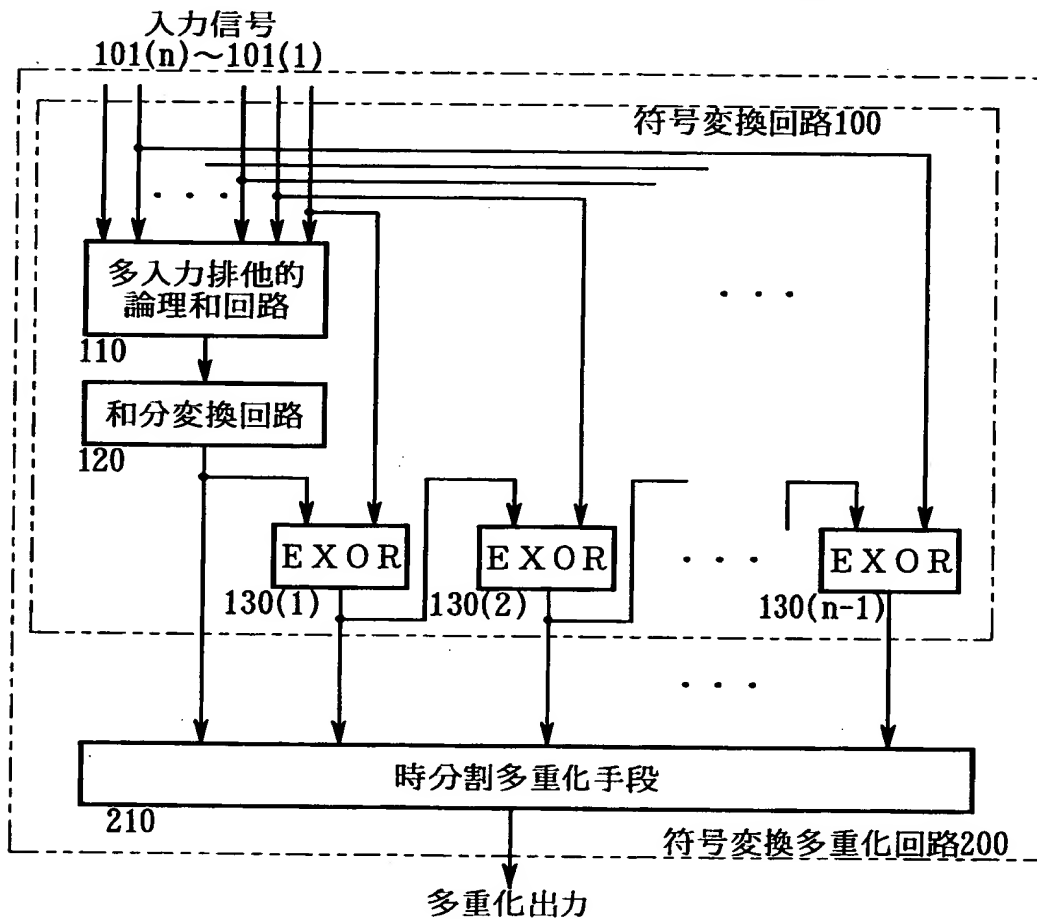 入力信号
101(n)～101(1)
符号変換回路100
・・・
多入力排他的
論理和回路
・・・
110
和分変換回路
120
EXOR
EXOR
・・・
EXOR
130(1)
130(2)
130(n-1)
・・・
時分割多重化手段
210
符号変換多重化回路200
多重化出力